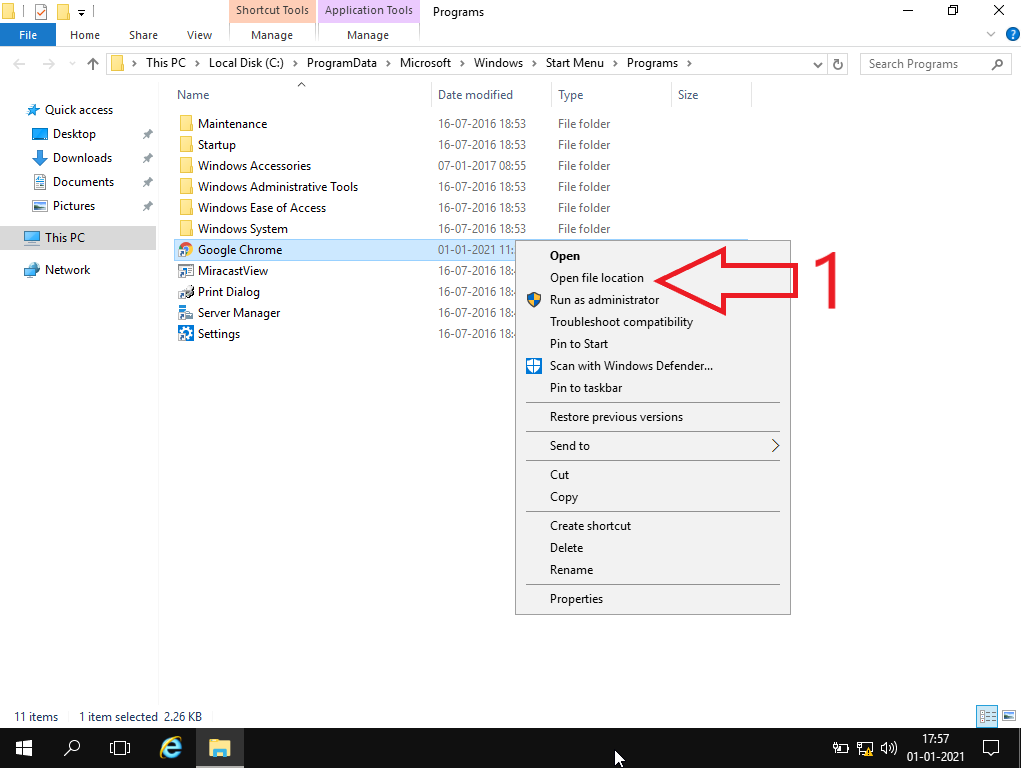 Shortcut Tools Application Tools Programs
File Home Share View Manage Manage
This PC Local Disk (C:) ProgramData Microsoft Windows Start Menu Programs Search Programs
Name Date modified Type Size
Quick access
Desktop
Downloads
Documents
Pictures
This PC
Network
Maintenance 16-07-2016 18:53 File folder
Startup 16-07-2016 18:53 File folder
Windows Accessories 07-01-2017 08:55 File folder
Windows Administrative Tools 16-07-2016 18:53 File folder
Windows Ease of Access 16-07-2016 18:53 File folder
Windows System 16-07-2016 18:53 File folder
Google Chrome 01-01-2021 11:
MiracastView 16-07-2016 18:
Print Dialog 16-07-2016 18:
Server Manager 16-07-2016 18:
Settings 16-07-2016 18:
Open
Open file location
Run as administrator
Troubleshoot compatibility
Pin to Start
Scan with Windows Defender...
Pin to taskbar
Restore previous versions
Send to
Cut
Copy
Create shortcut
Delete
Rename
Properties
1
11 items 1 item selected 2.26 KB
17:57
01-01-2021